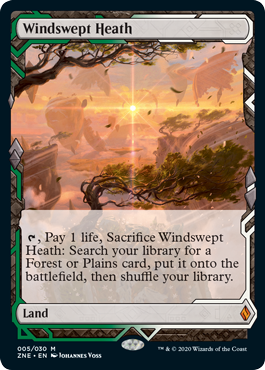 Windswept Heath
, Pay 1 life, Sacrifice Windswept
Heath: Search your library for a
Forest or Plains card, put it onto the
battlefield, then shuffle your library.
Land
005/030 M
ZNE • EN Johannes Voss
™ & © 2020 Wizards of the Coast